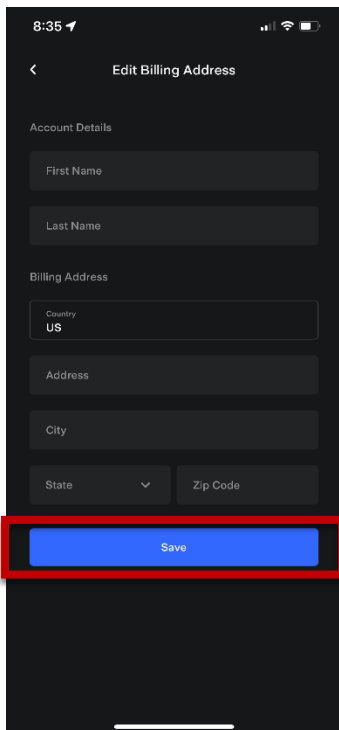 8:35
Edit Billing Address
Account Details
First Name
Last Name
Billing Address
Country
US
Address
City
State
Zip Code
Save